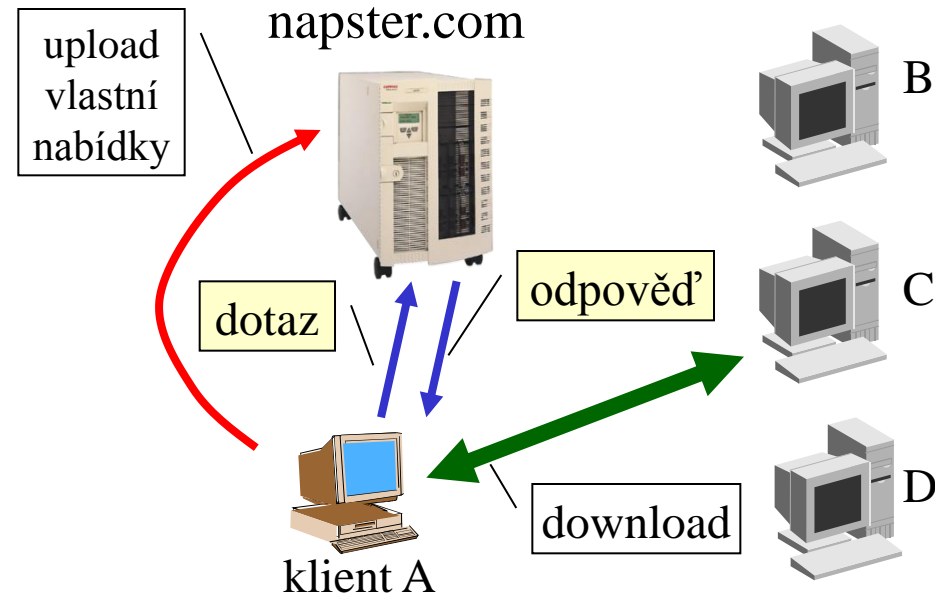 upload
vlastní
nabídky
napster.com
B
dotaz
odpověď
C
download
D
klient A